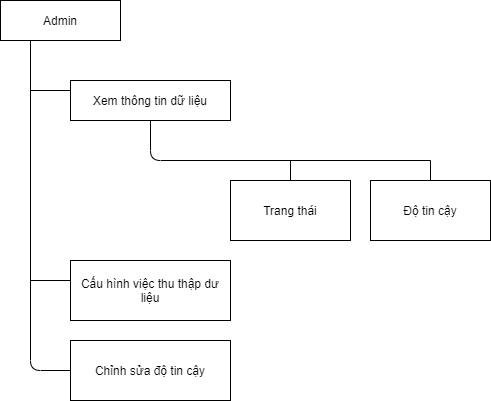 Admin
Xem thông tin dữ liệu
Trang thái
Độ tin cậy
Cấu hình việc thu thập dư
liệu
Chỉnh sửa độ tin cậy